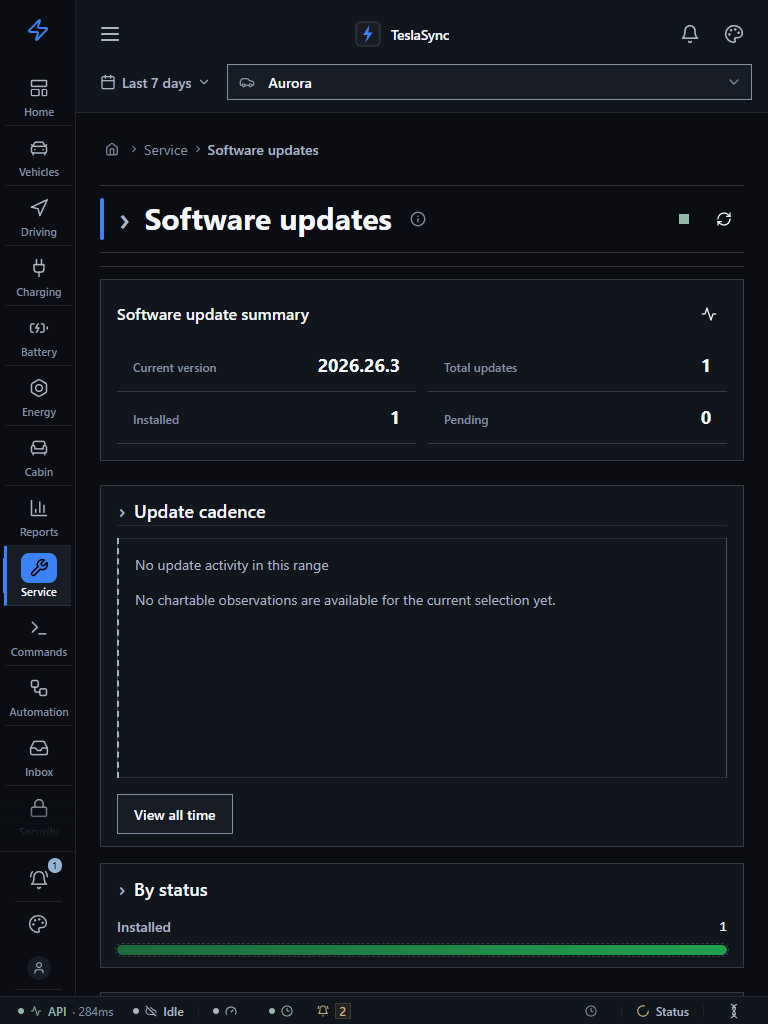 TeslaSync
Last 7 days
Aurora
Home
Vehicles
Driving
Charging
Battery
Energy
Cabin
Reports
Service
Commands
Automation
Inbox
Security
1
Service
Software updates
Software updates
Software update summary
Current version 2026.26.3
Total updates 1
Installed 1
Pending 0
Update cadence
No update activity in this range
No chartable observations are available for the current selection yet.
View all time
By status
Installed 1
API · 284ms
Idle
2
Status